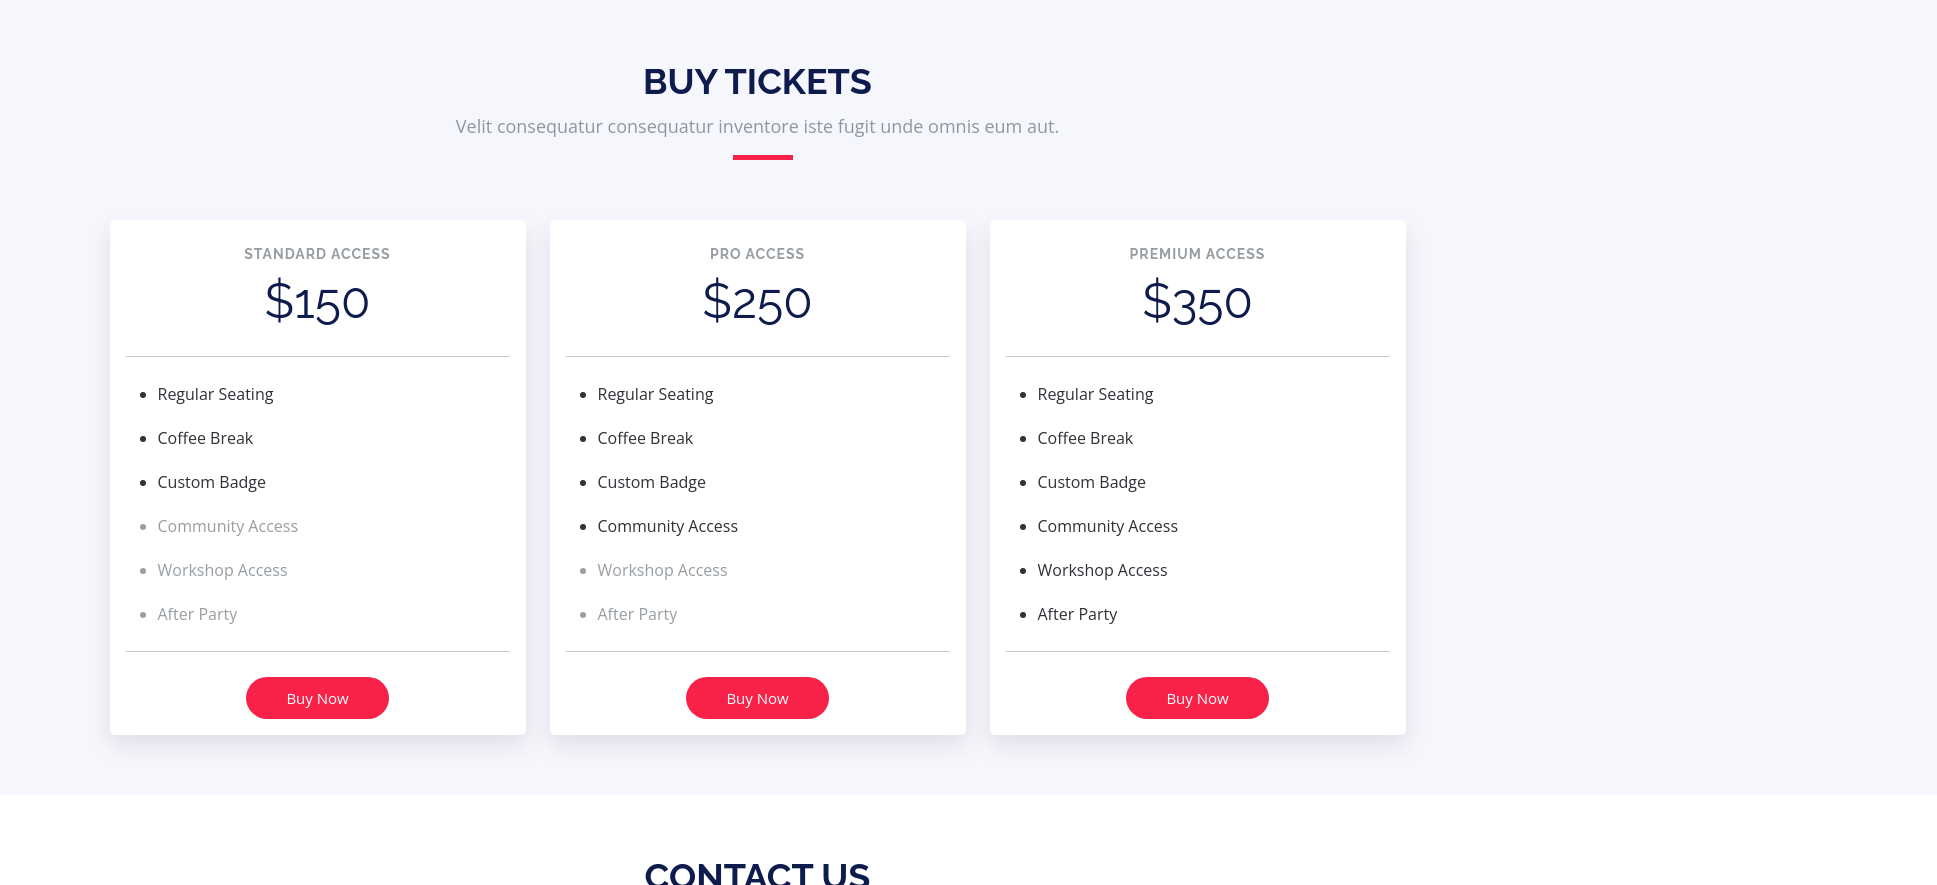 BUY TICKETS
Velit consequatur consequatur inventore iste fugit unde omnis eum aut.
STANDARD ACCESS
$150
Regular Seating
Coffee Break
Custom Badge
Community Access
Workshop Access
After Party
Buy Now
PRO ACCESS
$250
Regular Seating
Coffee Break
Custom Badge
Community Access
Workshop Access
After Party
Buy Now
PREMIUM ACCESS
$350
Regular Seating
Coffee Break
Custom Badge
Community Access
Workshop Access
After Party
Buy Now
CONTACT US